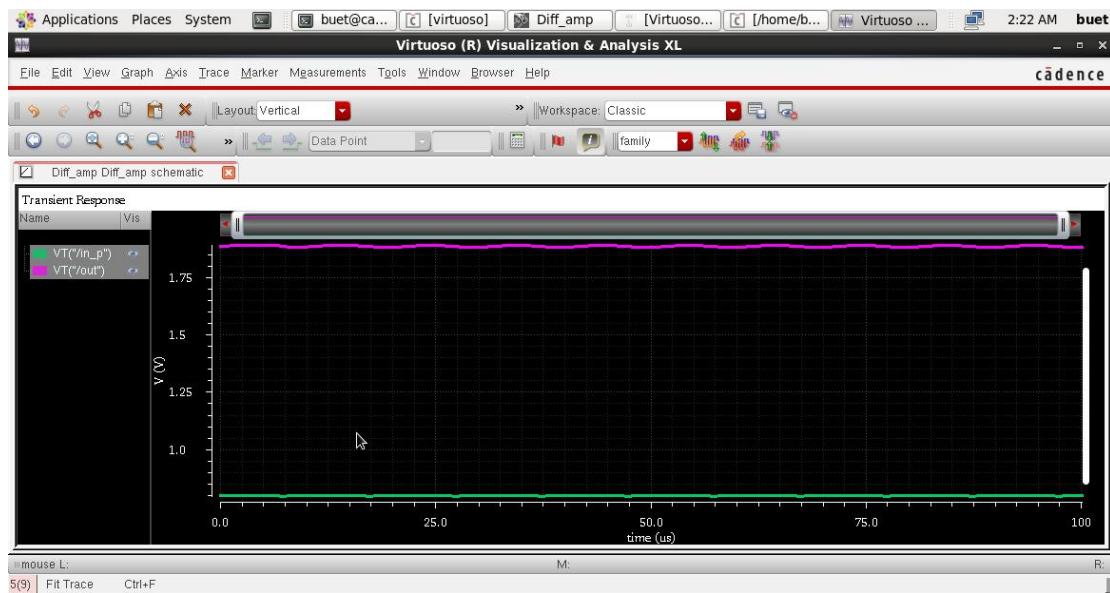 Applications Places System buet@ca... [virtuoso] Diff_amp [Virtuoso... [/home/b... Virtuoso ... 2:22 AM buet
Virtuoso (R) Visualization & Analysis XL
File Edit View Graph Axis Trace Marker Measurements Tools Window Browser Help cādence
Layout: Vertical » Workspace: Classic
» Data Point family
Diff_amp Diff_amp schematic
Transient Response
Name Vis
VT("/in_p")
VT("/out")
1.75
1.5
V (V)
1.25
1.0
0.0 25.0 50.0 75.0 100
time (us)
mouse L: M: R:
5(9) Fit Trace Ctrl+F